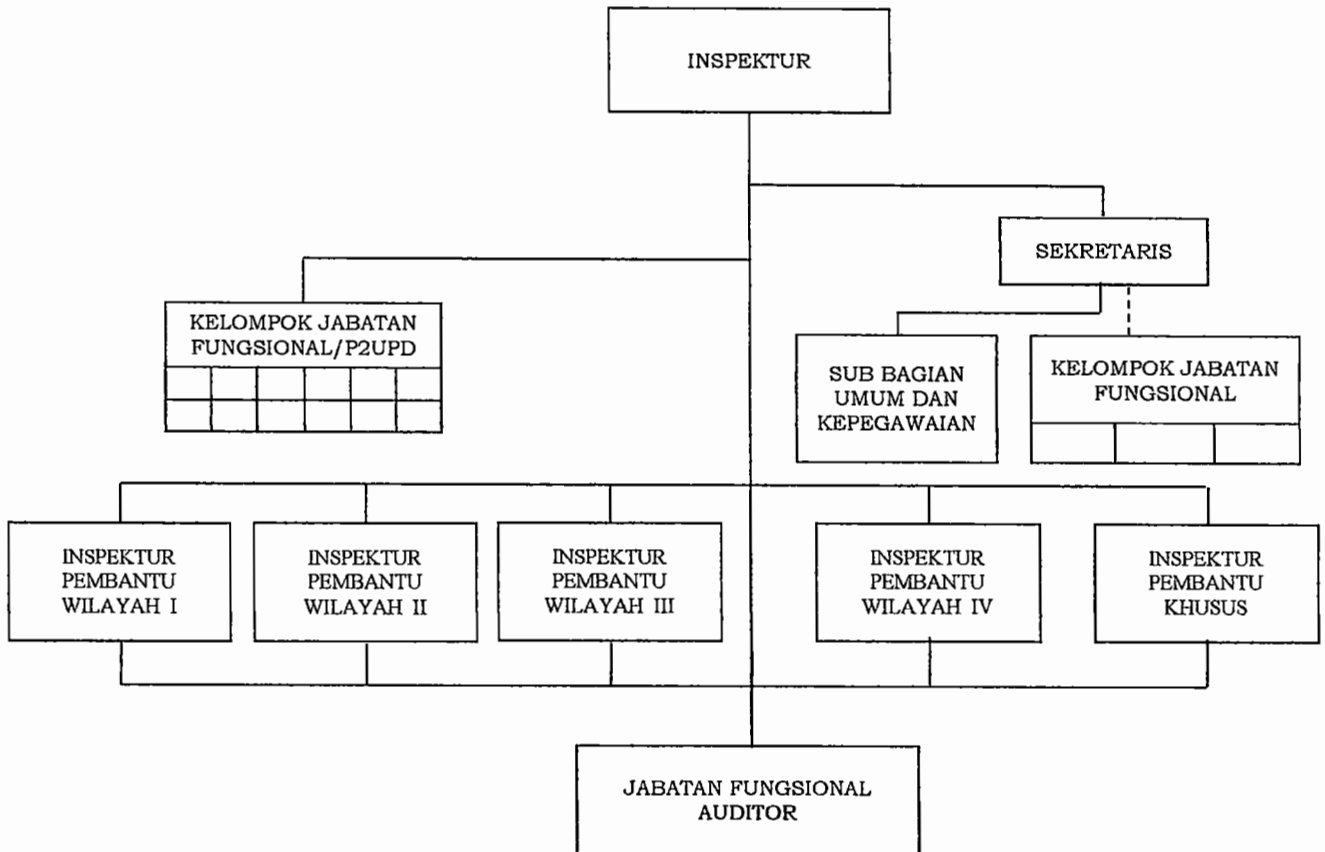 INSPEKTUR
SEKRETARIS
KELOMPOK JABATAN
FUNGSIONAL/P2UPD
SUB BAGIAN
UMUM DAN
KEPEGAWAIAN
KELOMPOK JABATAN
FUNGSIONAL
INSPEKTUR
PEMBANTU
WILAYAH I
INSPEKTUR
PEMBANTU
WILAYAH II
INSPEKTUR
PEMBANTU
WILAYAH III
INSPEKTUR
PEMBANTU
WILAYAH IV
INSPEKTUR
PEMBANTU
KHUSUS
JABATAN FUNGSIONAL
AUDITOR